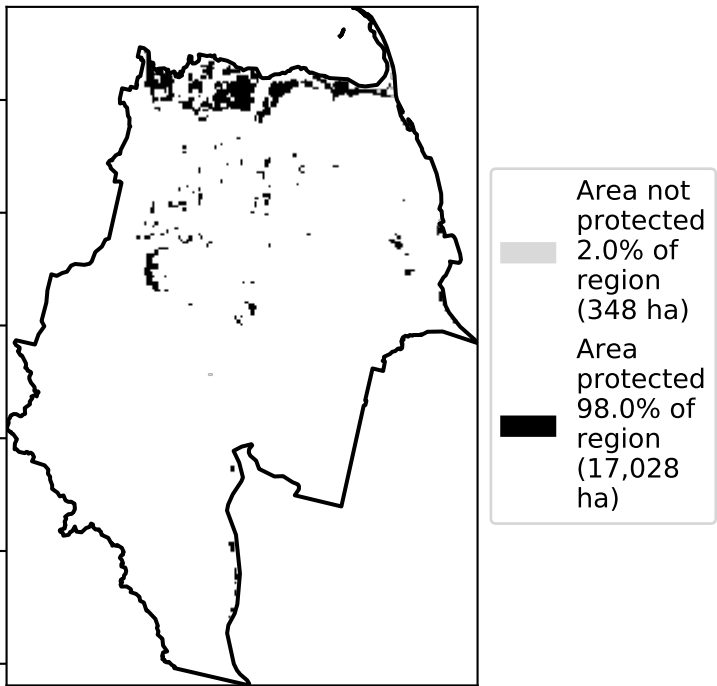 Area not
protected
2.0% of
region
(348 ha)
Area
protected
98.0% of
region
(17,028
ha)